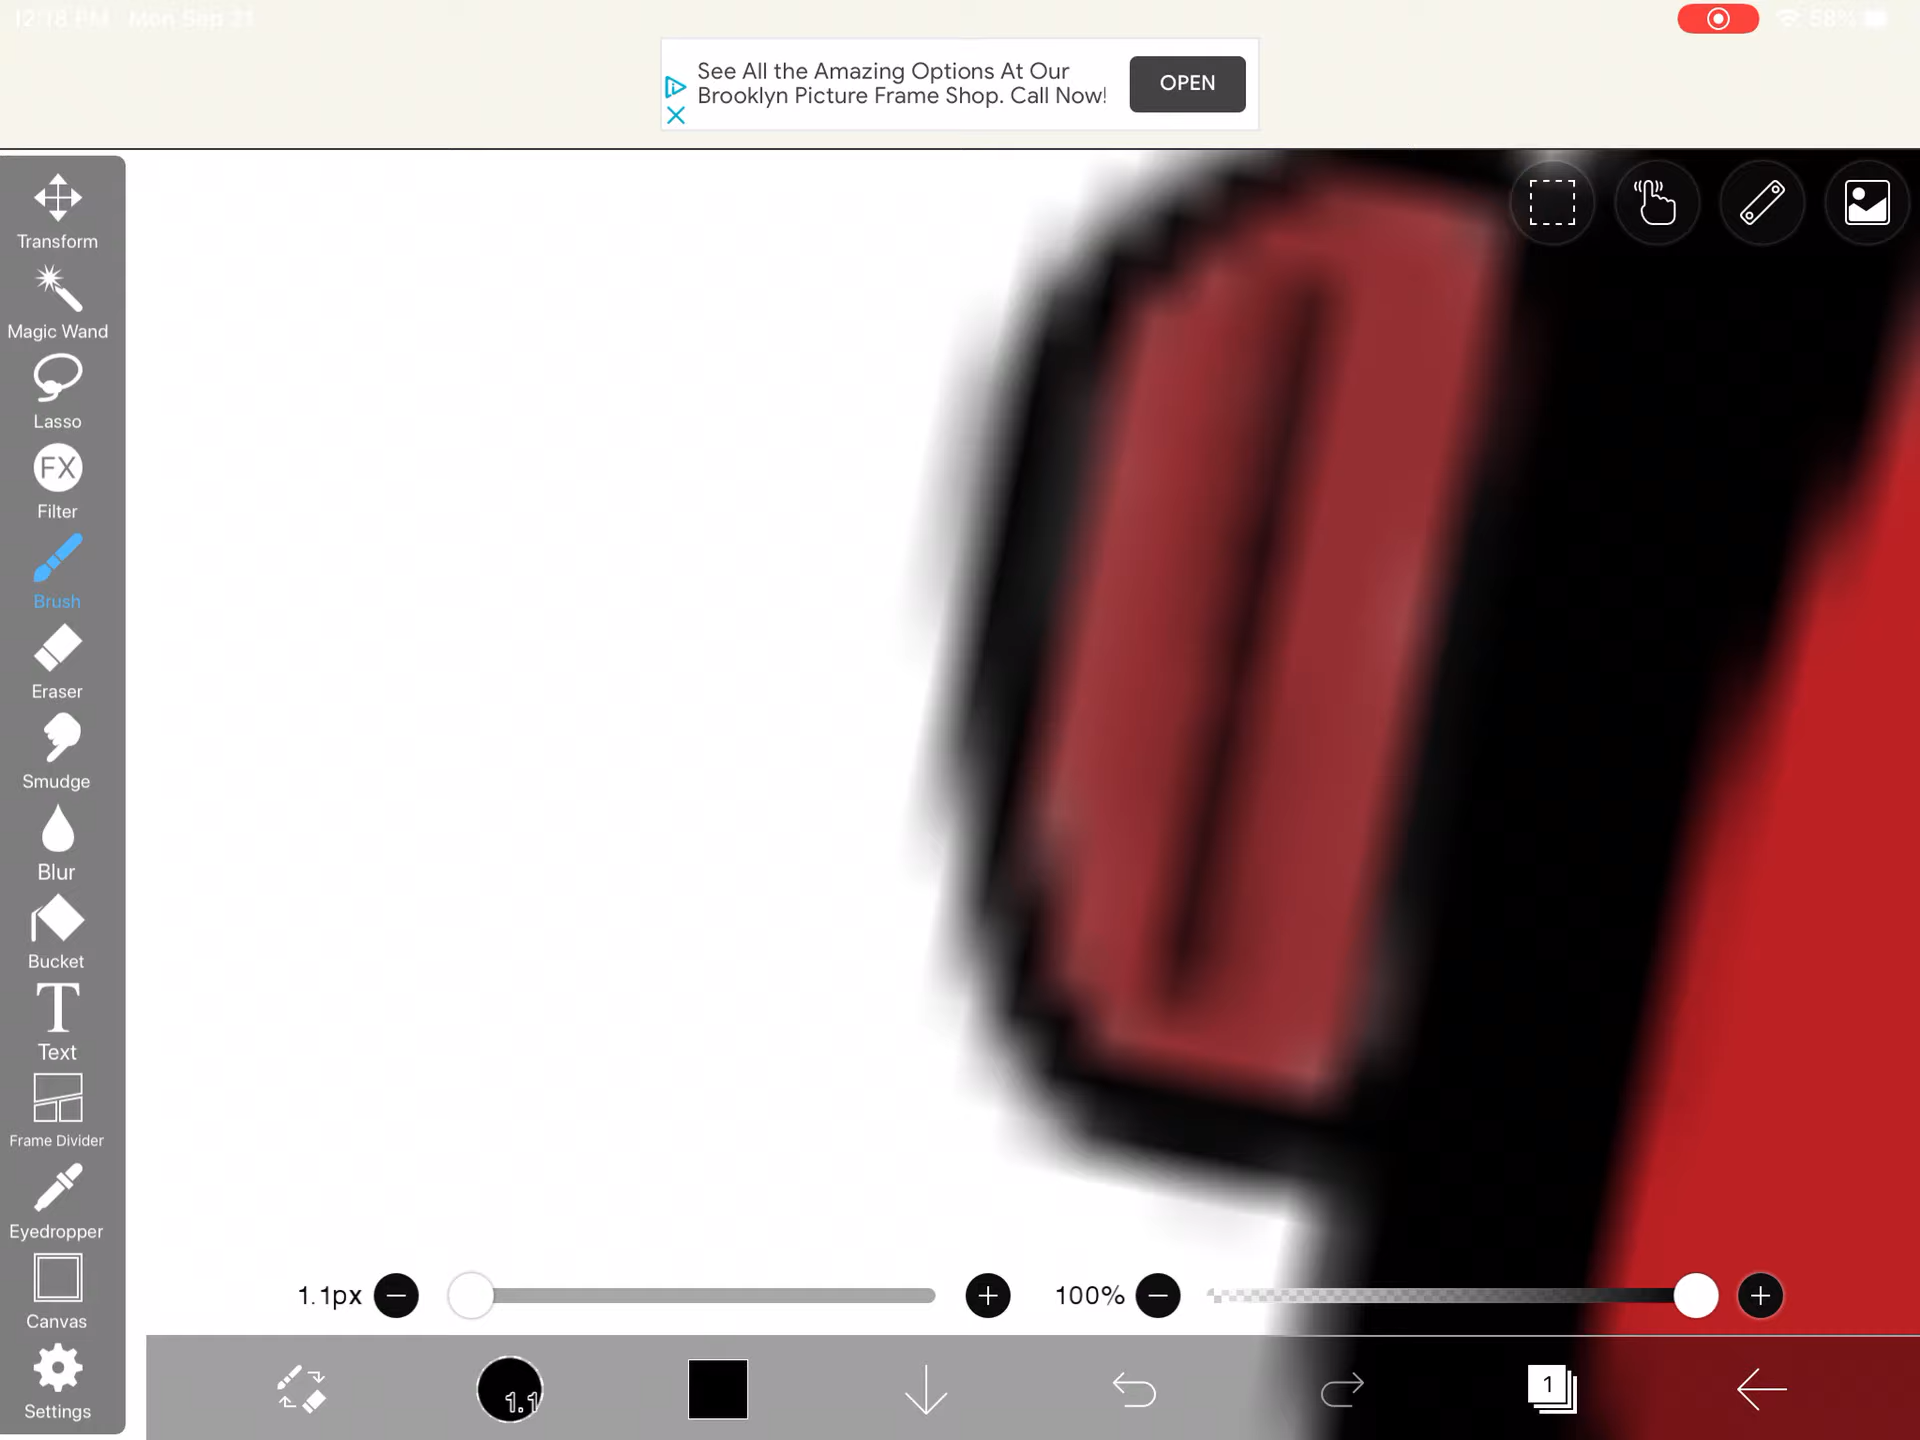 12:18 PM Mon Sep 21
58%
See All the Amazing Options At Our
Brooklyn Picture Frame Shop. Call Now!
OPEN
Transform
Magic Wand
Lasso
FX
Filter
Brush
Eraser
Smudge
Blur
Bucket
T
Text
Frame Divider
Eyedropper
Canvas
Settings
1.1px
100%
1.1
1